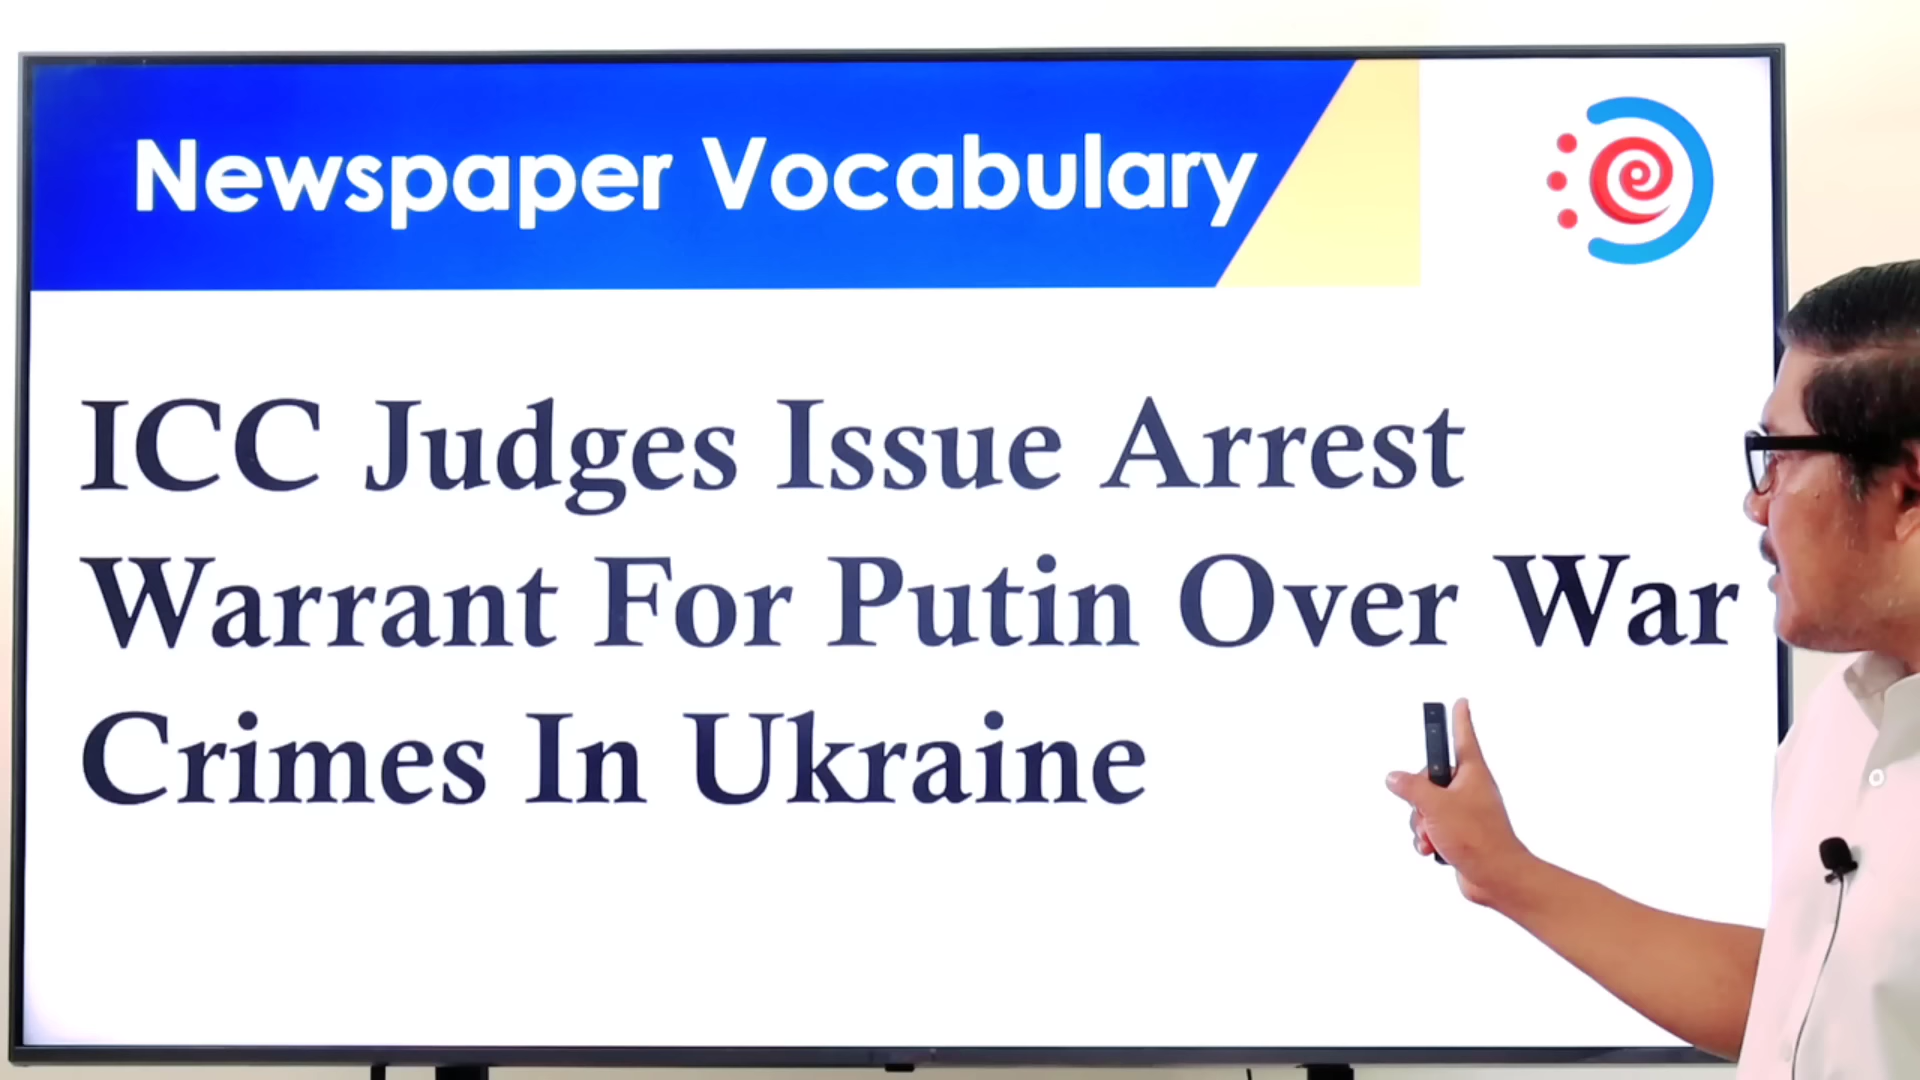 Newspaper Vocabulary
ICC Judges Issue Arrest
Warrant For Putin Over War
Crimes In Ukraine